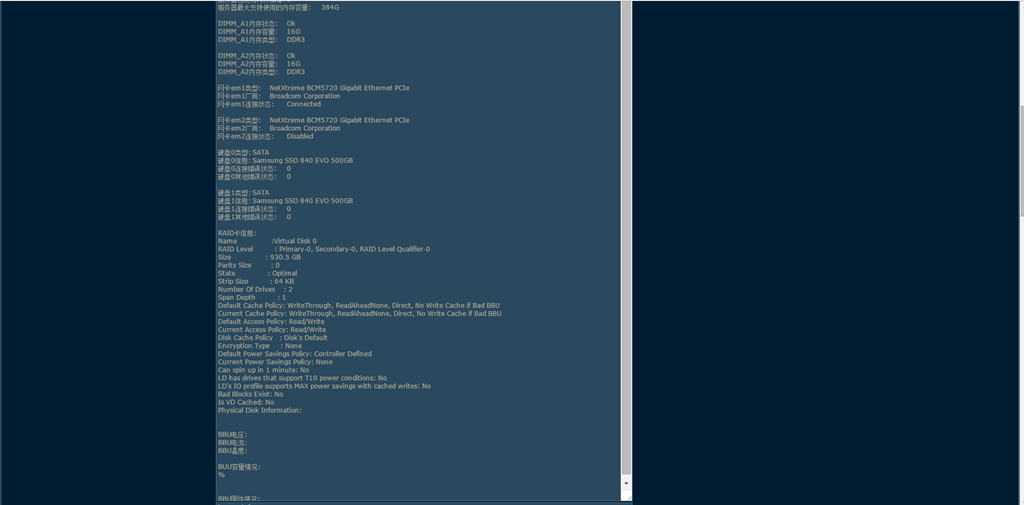 服务器最大支持使用的内存容量: 384G
DIMM_A1内存状态: Ok
DIMM_A1内存容量: 16G
DIMM_A1内存类型: DDR3
DIMM_A2内存状态: Ok
DIMM_A2内存容量: 16G
DIMM_A2内存类型: DDR3
网卡em1类型: NetXtreme BCM5720 Gigabit Ethernet PCIe
网卡em1厂商: Broadcom Corporation
网卡em1连接状态: Connected
网卡em2类型: NetXtreme BCM5720 Gigabit Ethernet PCIe
网卡em2厂商: Broadcom Corporation
网卡em2连接状态: Disabled
硬盘0类型: SATA
硬盘0信息: Samsung SSD 840 EVO 500GB
硬盘0连接错误状态: 0
硬盘0其他错误状态: 0
硬盘1类型: SATA
硬盘1信息: Samsung SSD 840 EVO 500GB
硬盘1连接错误状态: 0
硬盘1其他错误状态: 0
RAID卡信息:
Name :Virtual Disk 0
RAID Level : Primary-0, Secondary-0, RAID Level Qualifier-0
Size : 930.5 GB
Parity Size : 0
State : Optimal
Strip Size : 64 KB
Number Of Drives : 2
Span Depth : 1
Default Cache Policy: WriteThrough, ReadAheadNone, Direct, No Write Cache if Bad BBU
Current Cache Policy: WriteThrough, ReadAheadNone, Direct, No Write Cache if Bad BBU
Default Access Policy: Read/Write
Current Access Policy: Read/Write
Disk Cache Policy : Disk's Default
Encryption Type : None
Default Power Savings Policy: Controller Defined
Current Power Savings Policy: None
Can spin up in 1 minute: No
LD has drives that support T10 power conditions: No
LD's IO profile supports MAX power savings with cached writes: No
Bad Blocks Exist: No
Is VD Cached: No
Physical Disk Information:
BBU电压:
BBU电流:
BBU温度:
BUU容量情况:
%